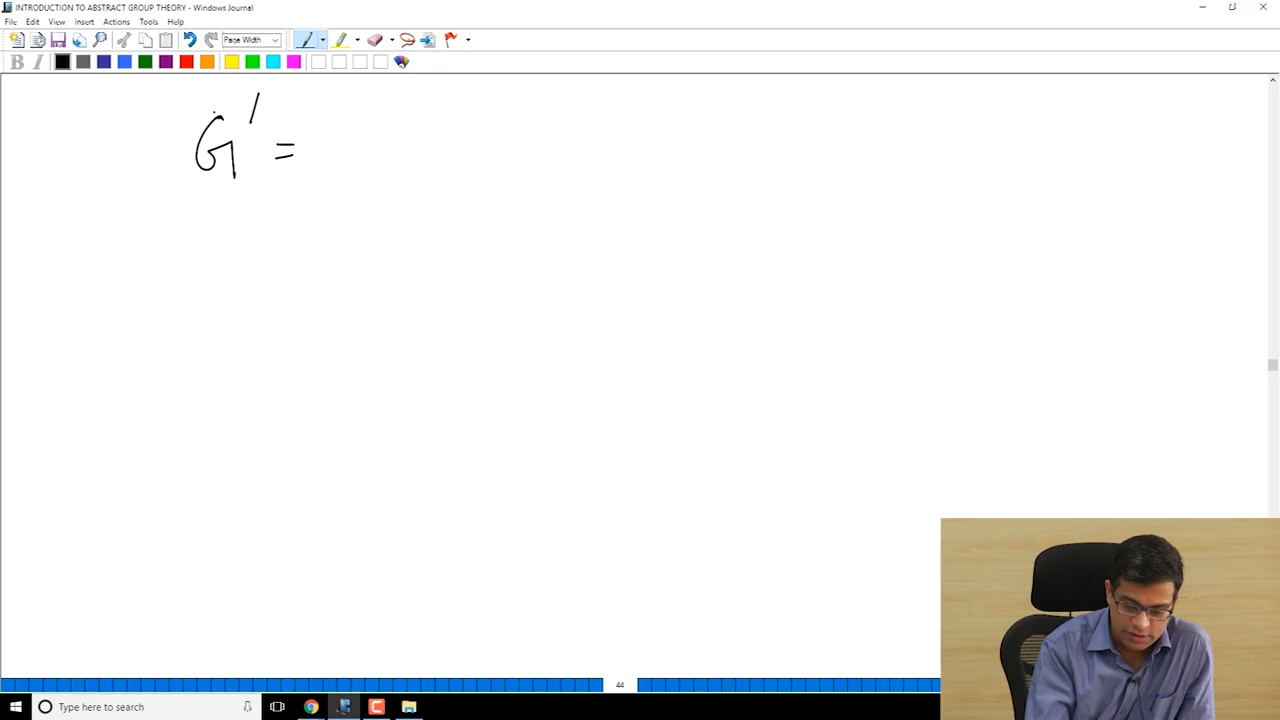 INTRODUCTION TO ABSTRACT GROUP THEORY - Windows Journal
File Edit View Insert Actions Tools Help
Page Width
B I
G' =
44
Type here to search